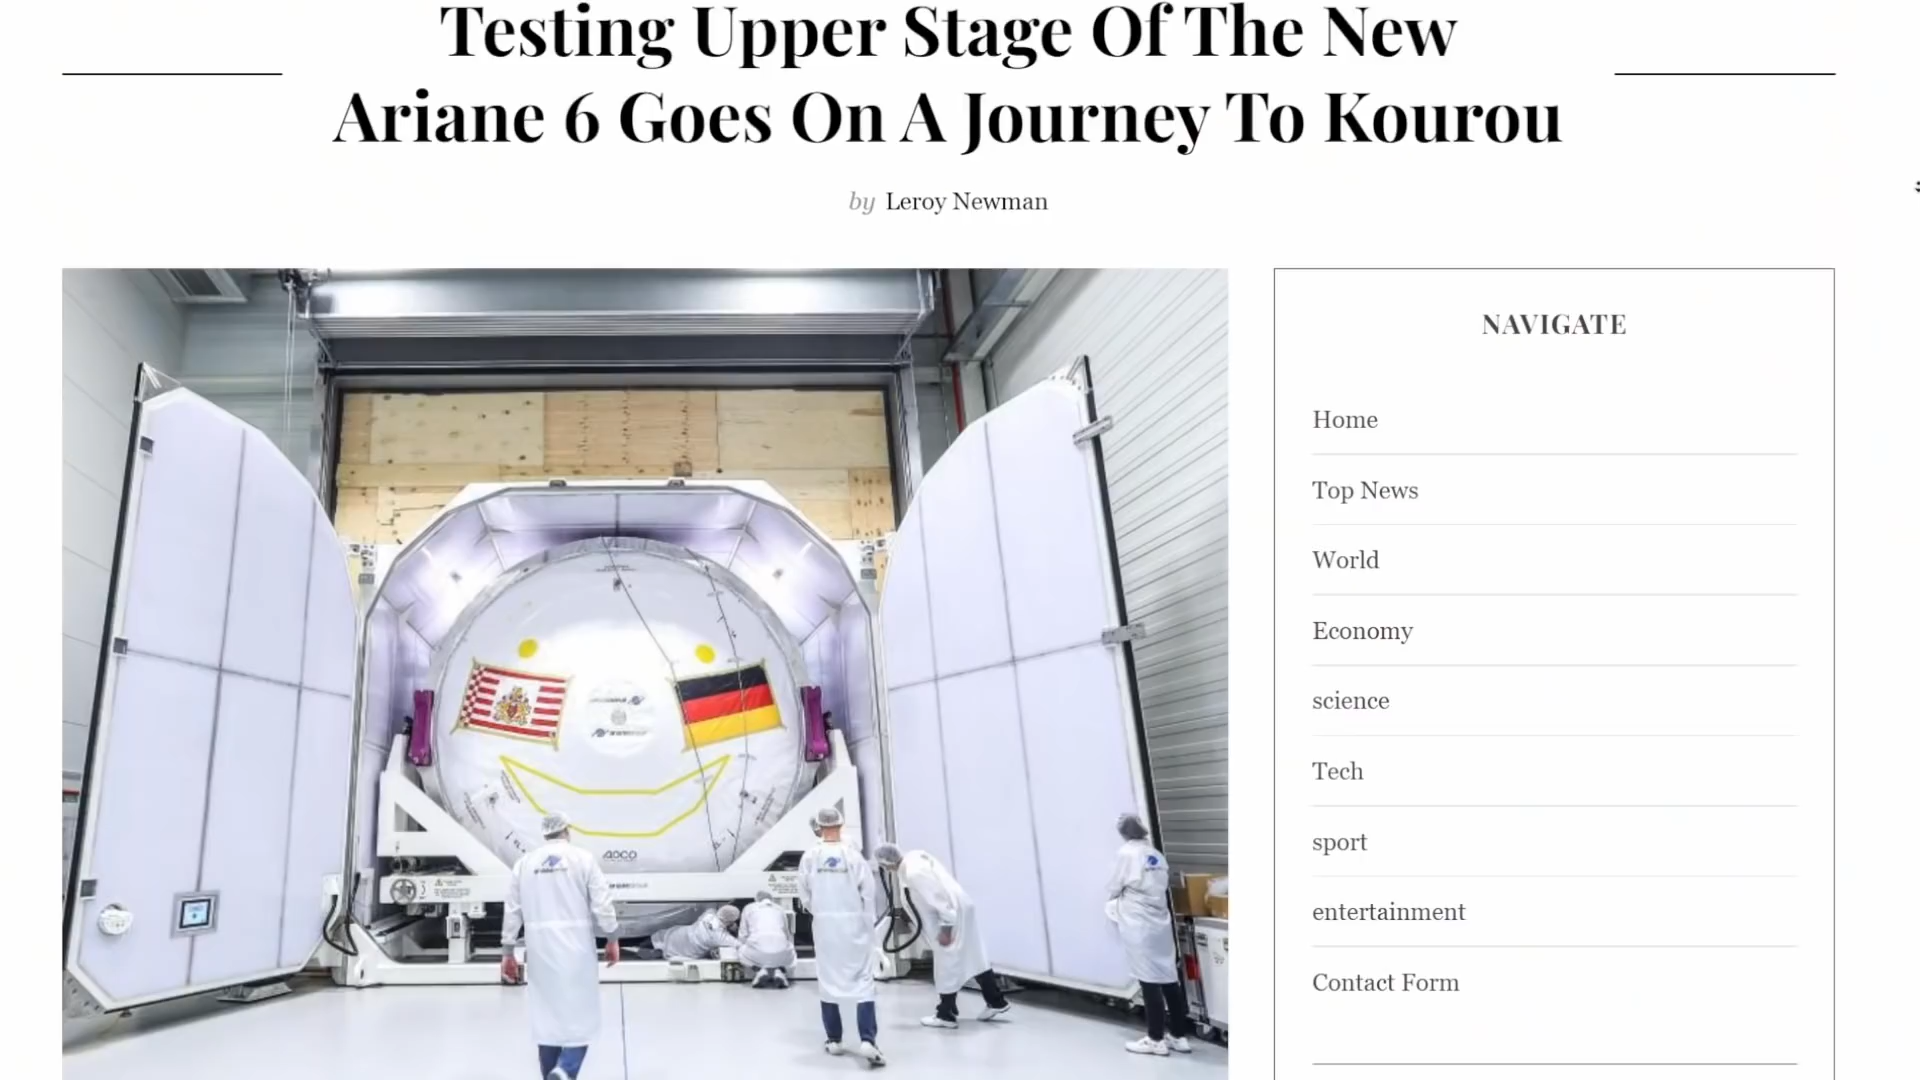 Testing Upper Stage Of The New
Ariane 6 Goes On A Journey To Kourou
by Leroy Newman
NAVIGATE
Home
Top News
World
Economy
science
Tech
sport
entertainment
Contact Form
ADCO